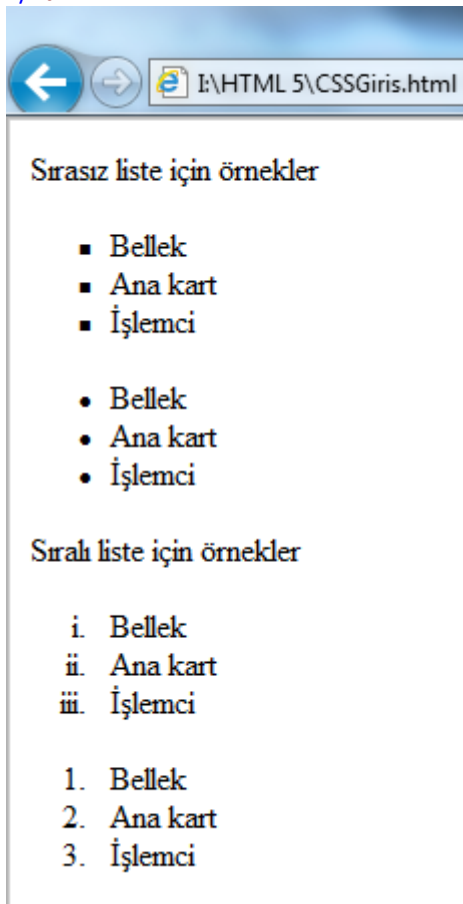 I:\HTML 5\CSSGiris.html
Sırasız liste için örnekler
▪ Bellek
▪ Ana kart
▪ İşlemci
• Bellek
• Ana kart
• İşlemci
Sıralı liste için örnekler
i. Bellek
ii. Ana kart
iii. İşlemci
1. Bellek
2. Ana kart
3. İşlemci